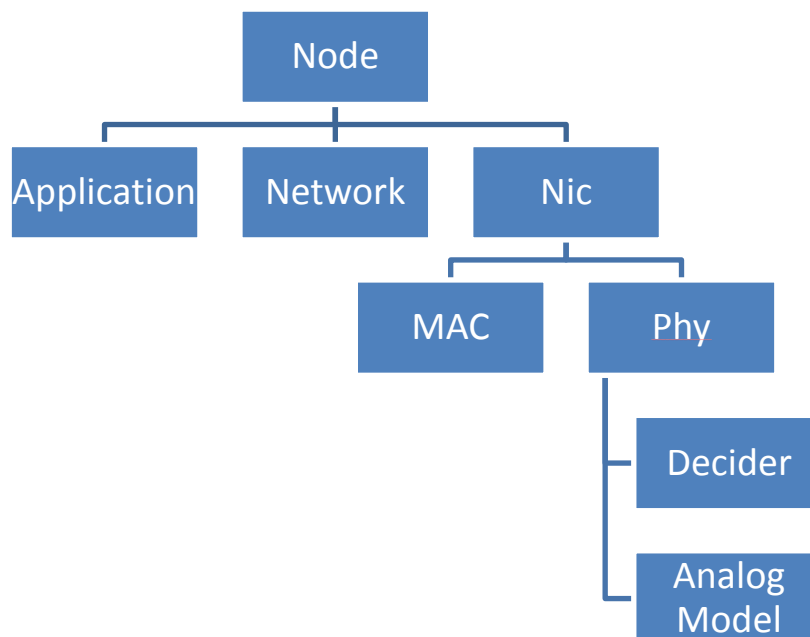 Node
Application
Network
Nic
MAC
Phy
Decider
Analog
Model